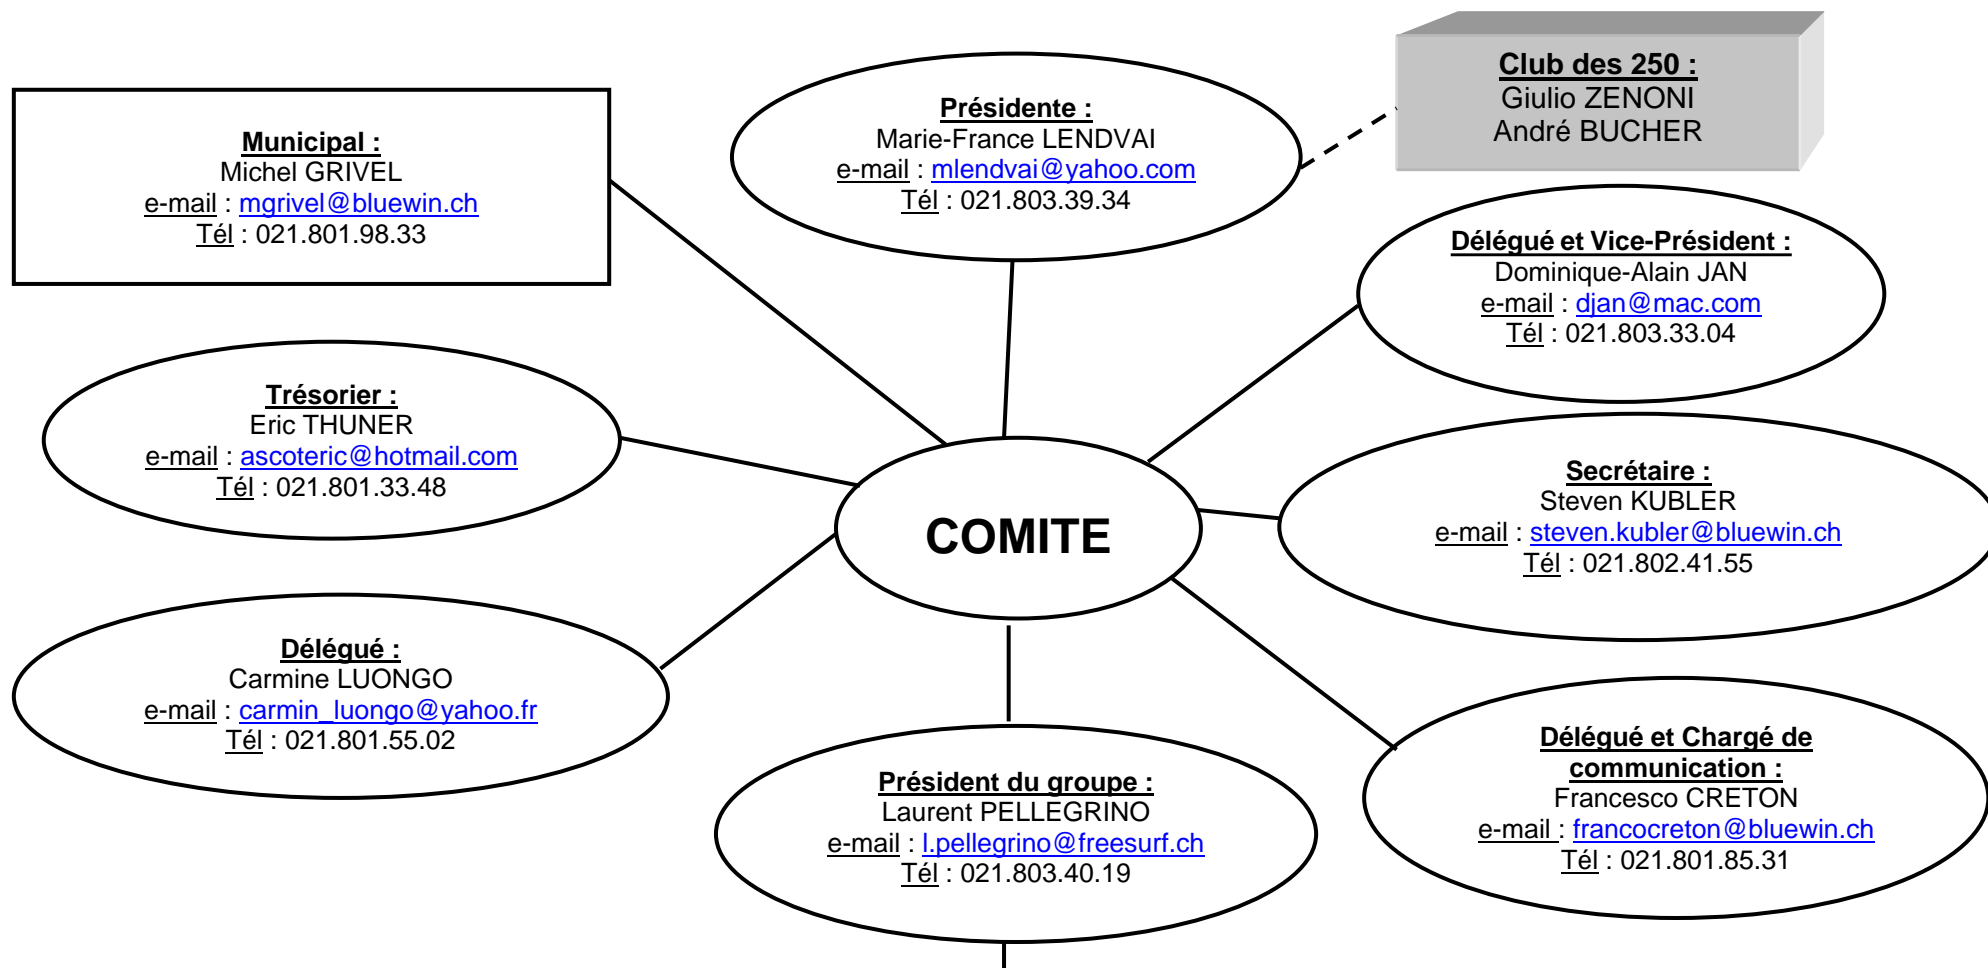 Club des 250 :
Giulio ZENONI
André BUCHER
Municipal :
Michel GRIVEL
e-mail : mgrivel@bluewin.ch
Tél : 021.801.98.33
Présidente :
Marie-France LENDVAI
e-mail : mlendvai@yahoo.com
Tél : 021.803.39.34
Délégué et Vice-Président :
Dominique-Alain JAN
e-mail : djan@mac.com
Tél : 021.803.33.04
Trésorier :
Eric THUNER
e-mail : ascoteric@hotmail.com
Tél : 021.801.33.48
COMITE
Secrétaire :
Steven KUBLER
e-mail : steven.kubler@bluewin.ch
Tél : 021.802.41.55
Délégué :
Carmine LUONGO
e-mail : carmin_luongo@yahoo.fr
Tél : 021.801.55.02
Président du groupe :
Laurent PELLEGRINO
e-mail : l.pellegrino@freesurf.ch
Tél : 021.803.40.19
Délégué et Chargé de
communication :
Francesco CRETON
e-mail : francocreton@bluewin.ch
Tél : 021.801.85.31